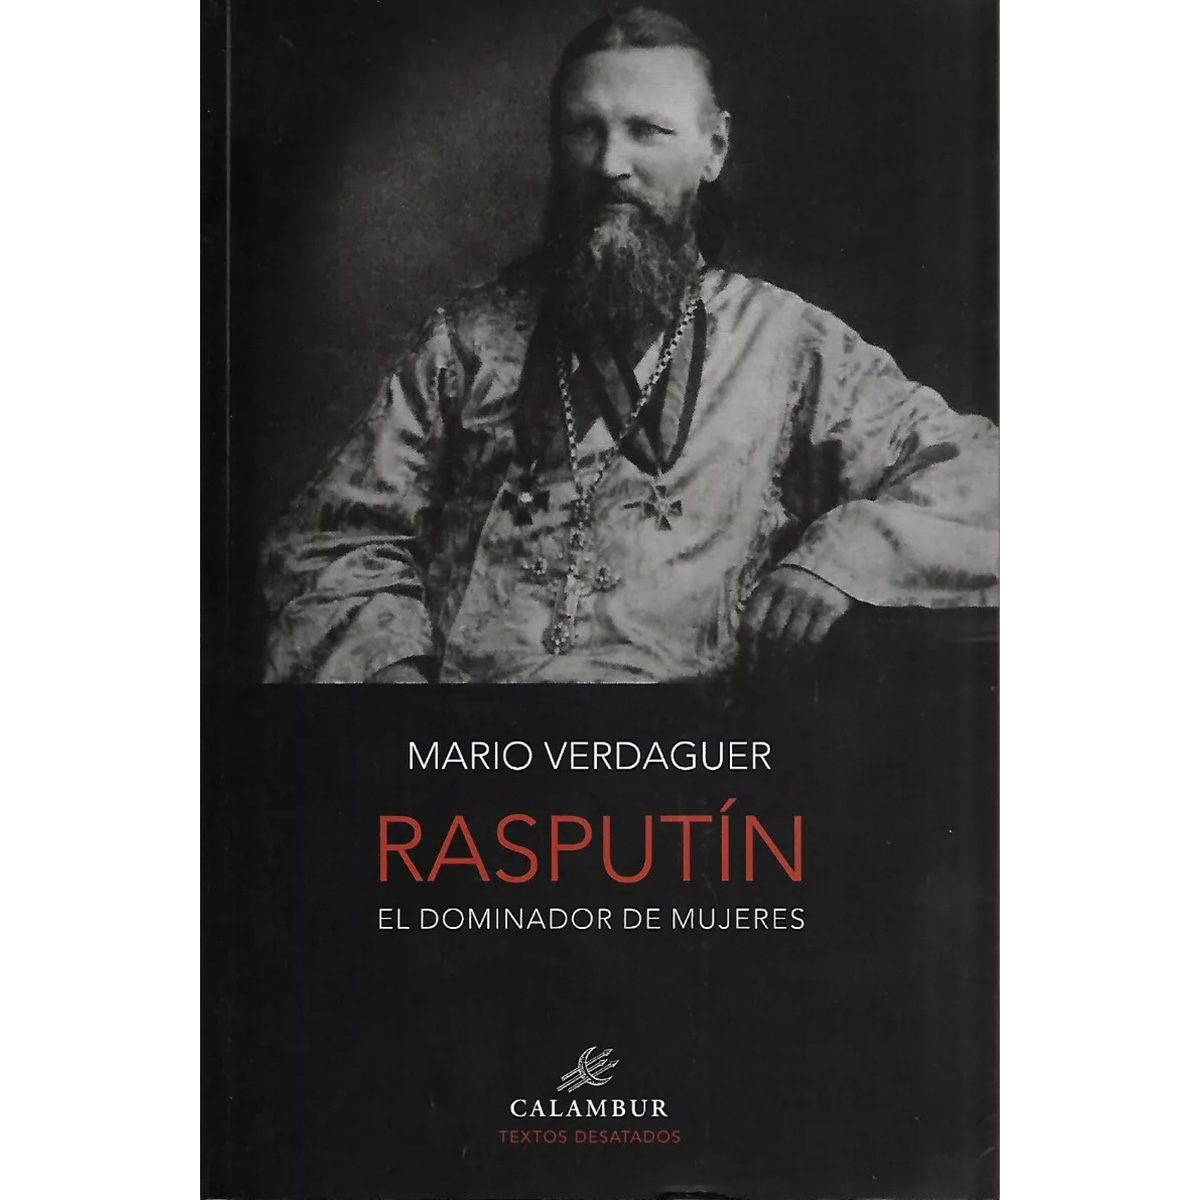 MARIO VERDAGUER
RASPUTÍN
EL DOMINADOR DE MUJERES
CALAMBUR
TEXTOS DESATADOS